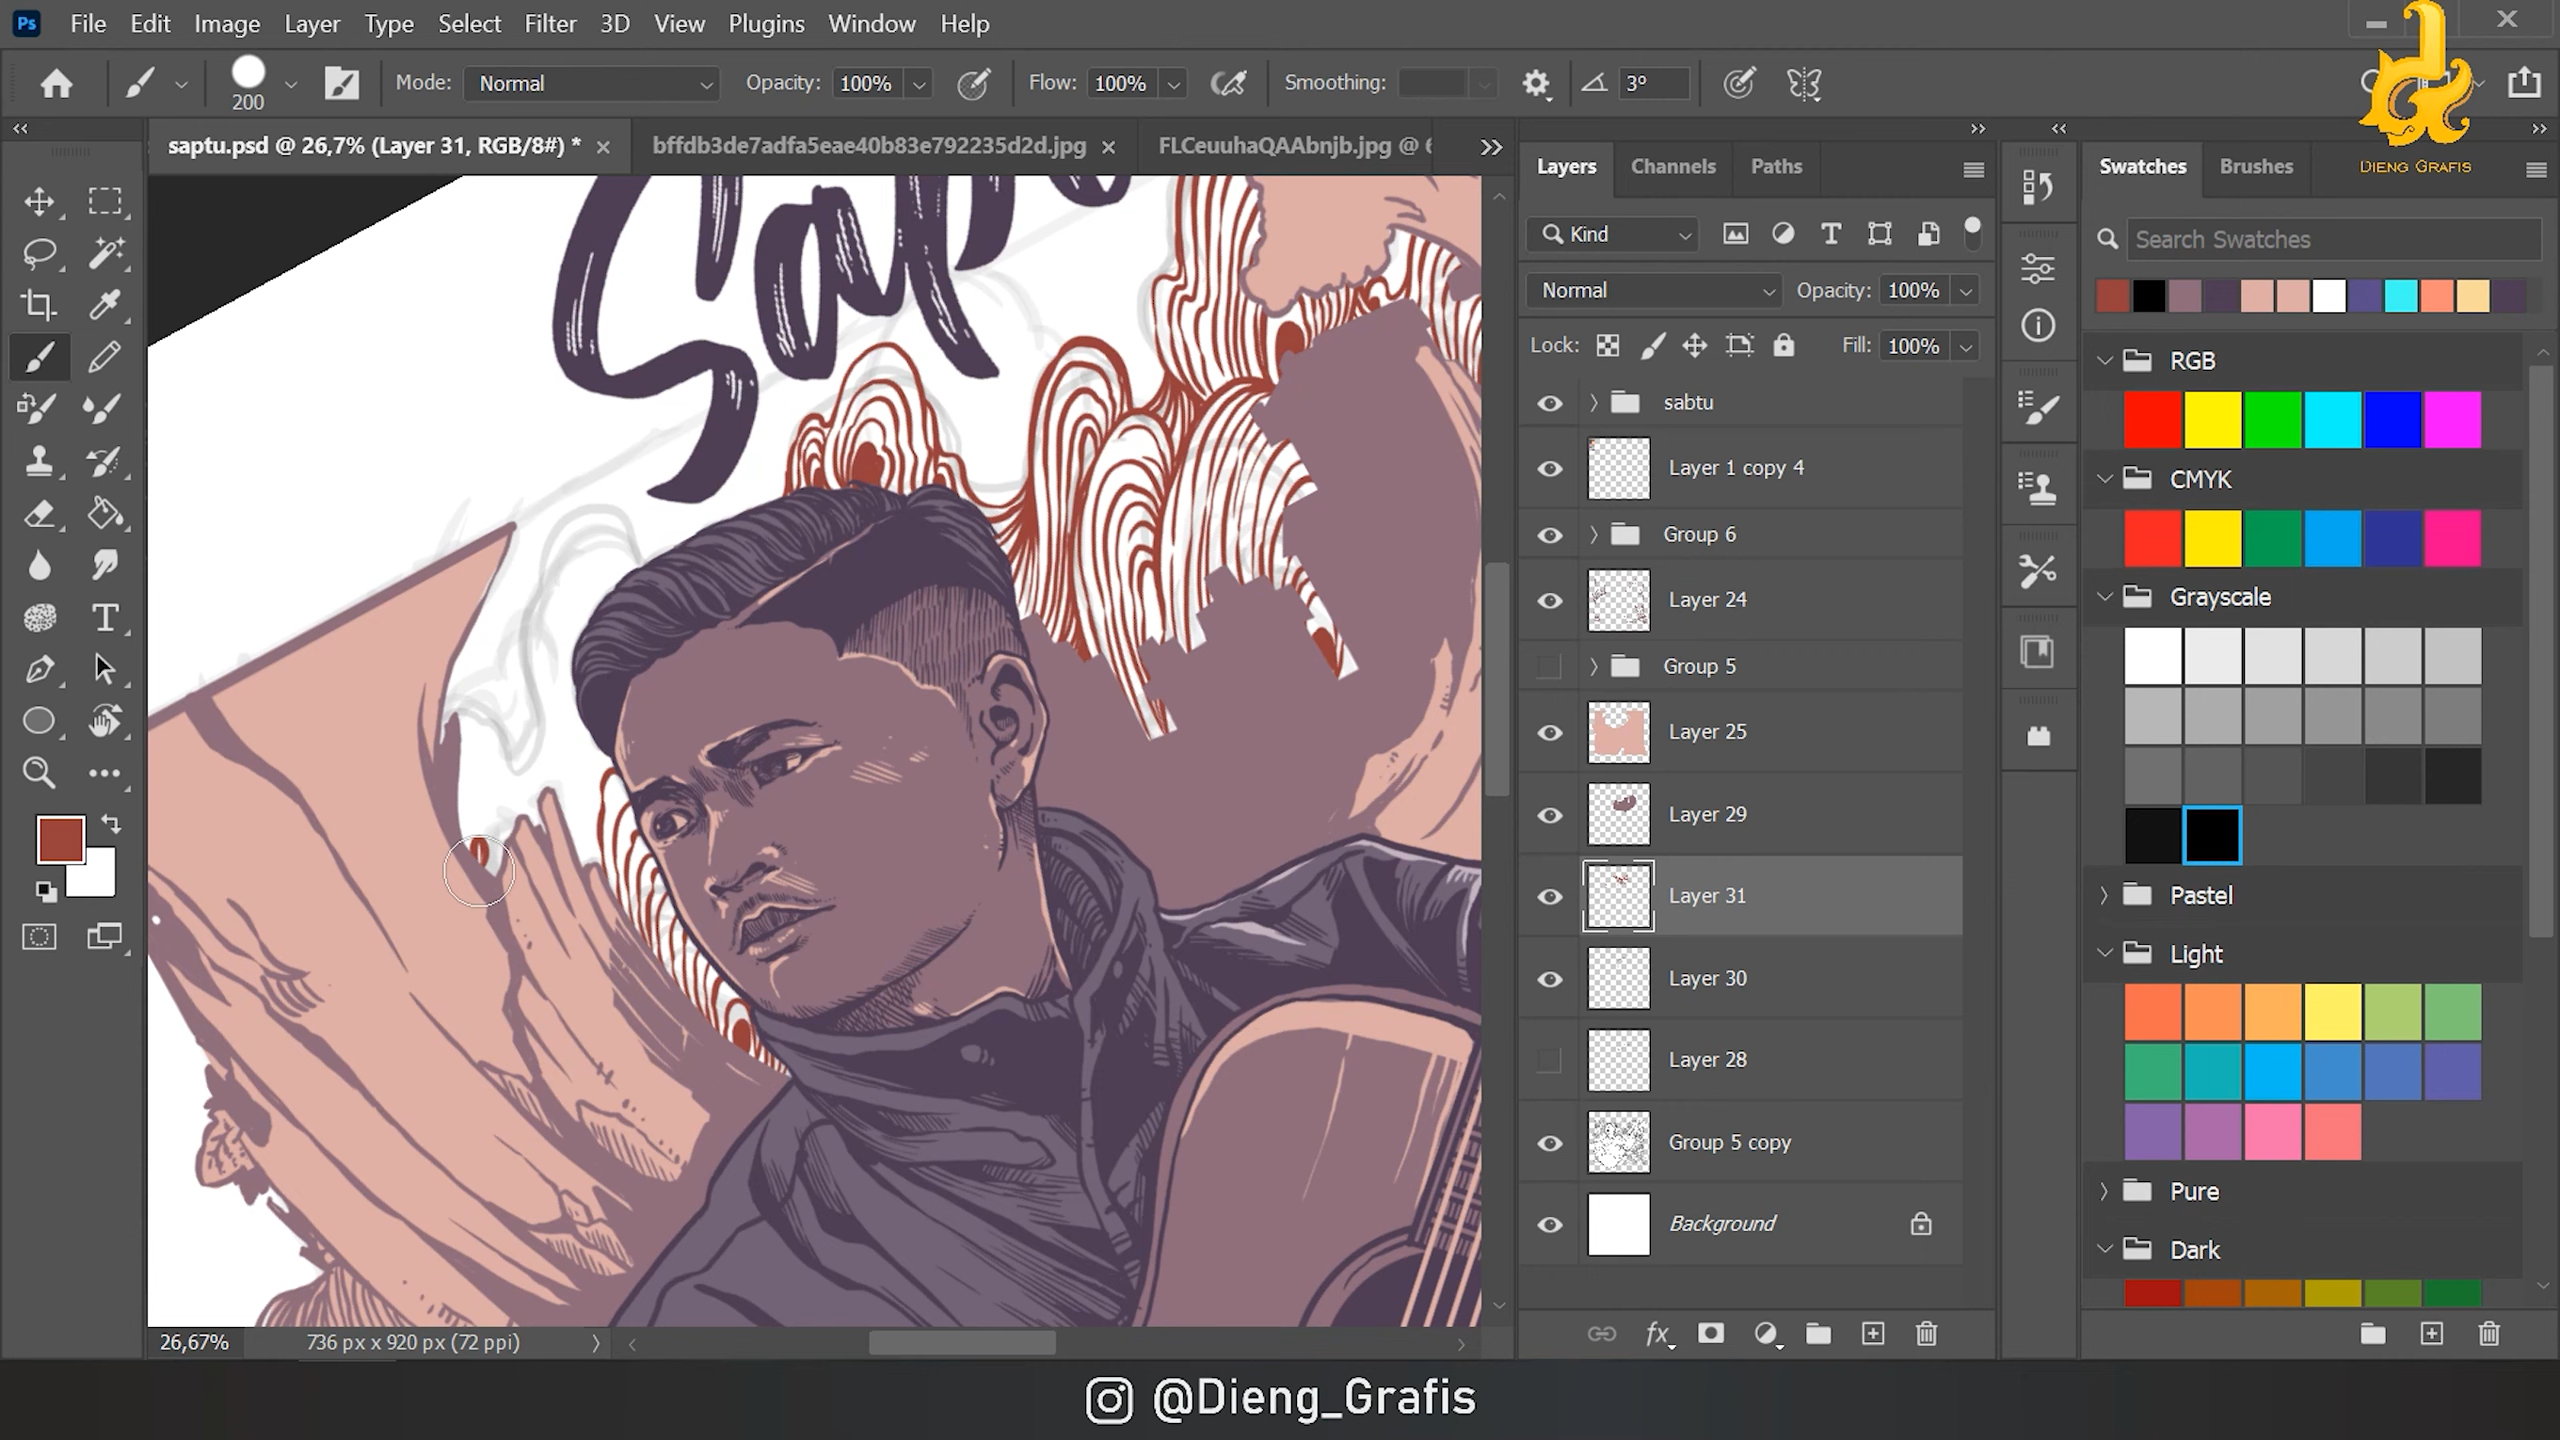 Ps File Edit Image Layer Type Select Filter 3D View Plugins Window Help
200 Mode: Normal Opacity: 100% Flow: 100% Smoothing: 3°
DIENG GRAFIS
saptu.psd @ 26,7% (Layer 31, RGB/8#) * bffdb3de7adfa5eae40b83e792235d2d.jpg FLCeuuhaQAAbnjb.jpg @
Layers Channels Paths
Kind
Normal Opacity: 100%
Lock: Fill: 100%
sabtu
Layer 1 copy 4
Group 6
Layer 24
Group 5
Layer 25
Layer 29
Layer 31
Layer 30
Layer 28
Group 5 copy
Background
Swatches Brushes
Search Swatches
RGB
CMYK
Grayscale
Pastel
Light
Pure
Dark
26,67% 736 px x 920 px (72 ppi)
@Dieng_Grafis